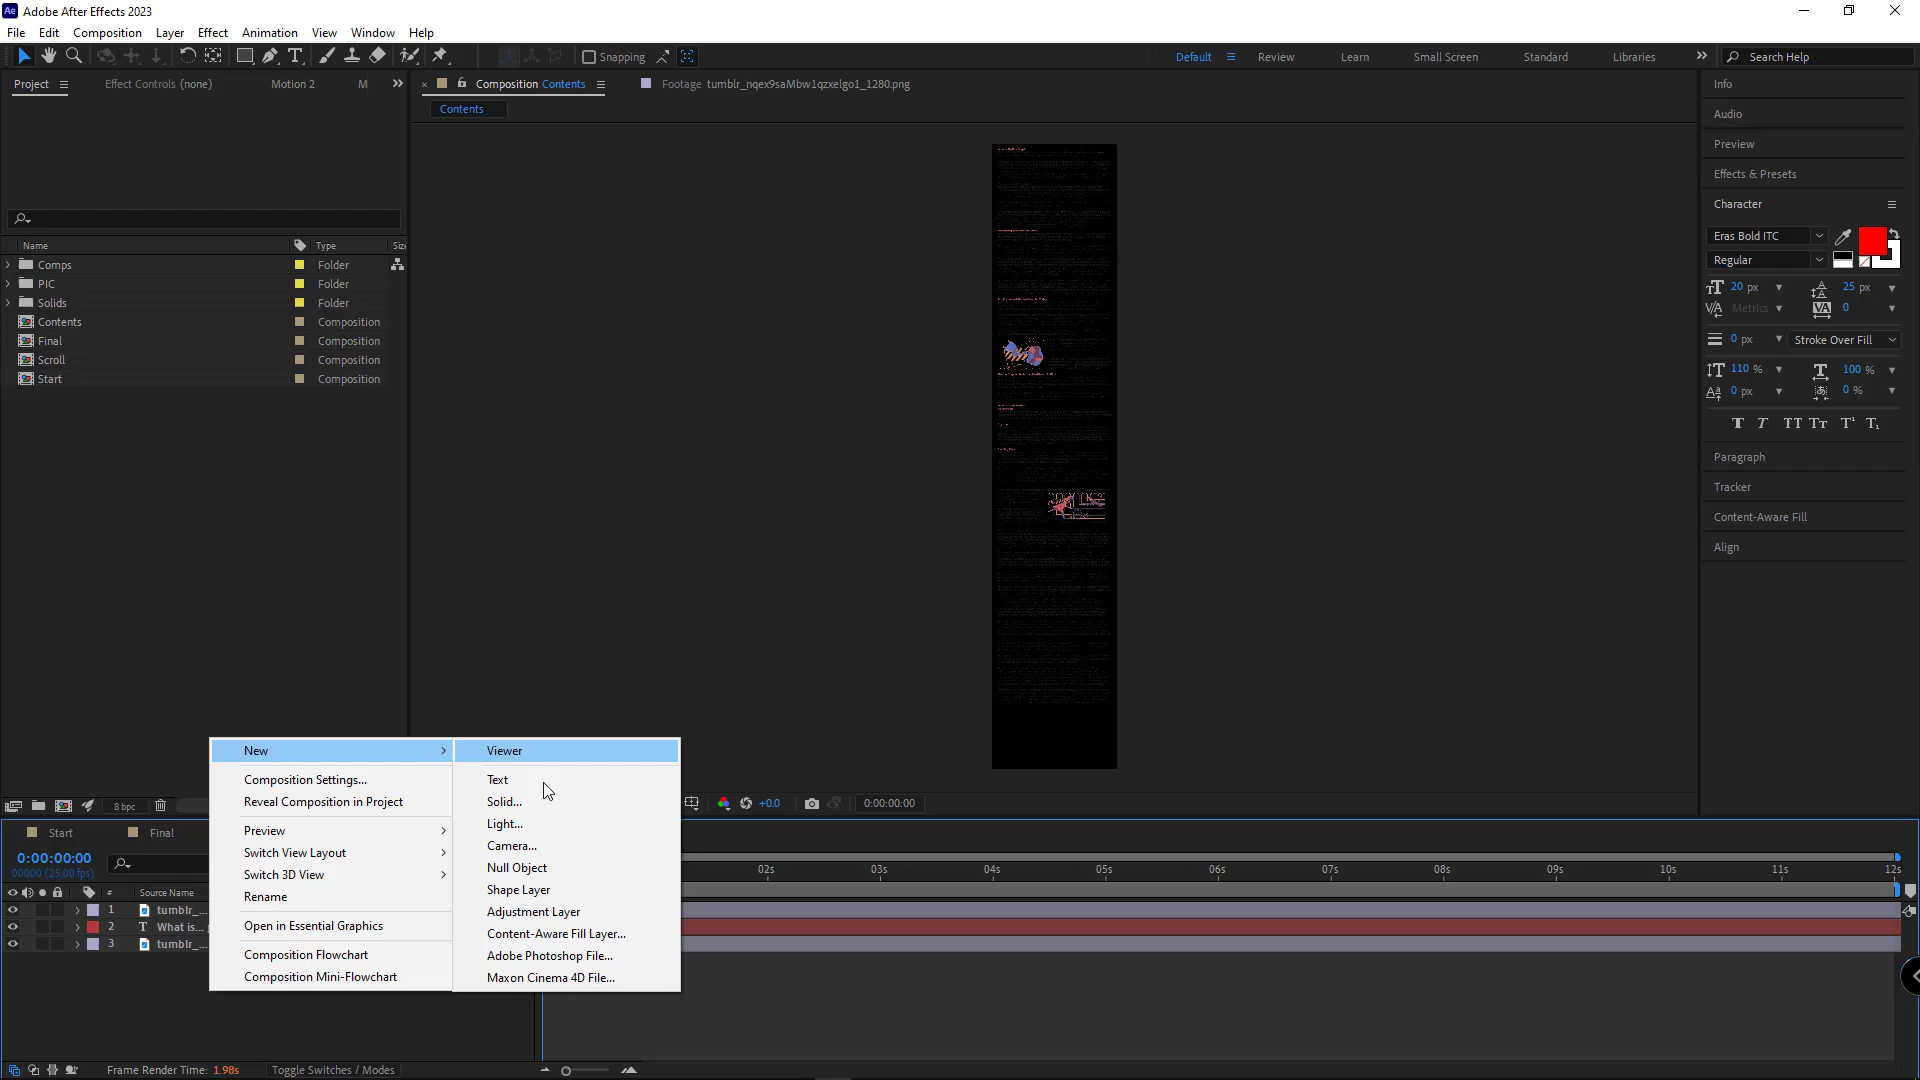 Adobe After Effects 2023
File Edit Composition Layer Effect Animation View Window Help
Snapping
Default Review Learn Small Screen Standard Libraries Search Help
Project Effect Controls (none) Motion 2 M
Composition Contents Footage tumblr_nqex9saMbw1qzxelgo1_1280.png
Contents
Name Type Siz
Comps Folder
PIC Folder
Solids Folder
Contents Composition
Final Composition
Scroll Composition
Start Composition
Info
Audio
Preview
Effects & Presets
Character
Eras Bold ITC
Regular
20 px 25 px
Metrics 0
0 px Stroke Over Fill
110 % 100 %
0 px 0 %
Paragraph
Tracker
Content-Aware Fill
Align
New
Composition Settings...
Reveal Composition in Project
Preview
Switch View Layout
Switch 3D View
Rename
Open in Essential Graphics
Composition Flowchart
Composition Mini-Flowchart
Viewer
Text
Solid...
Light...
Camera...
Null Object
Shape Layer
Adjustment Layer
Content-Aware Fill Layer...
Adobe Photoshop File...
Maxon Cinema 4D File...
8 bpc
+0.0 0:00:00:00
Start Final
0:00:00:00
00000 (25.00 fps)
02s 03s 04s 05s 06s 07s 08s 09s 10s 11s 12s
# Source Name
1 tumblr_...
2 T What is...
3 tumblr_...
Frame Render Time: 1.98s Toggle Switches / Modes